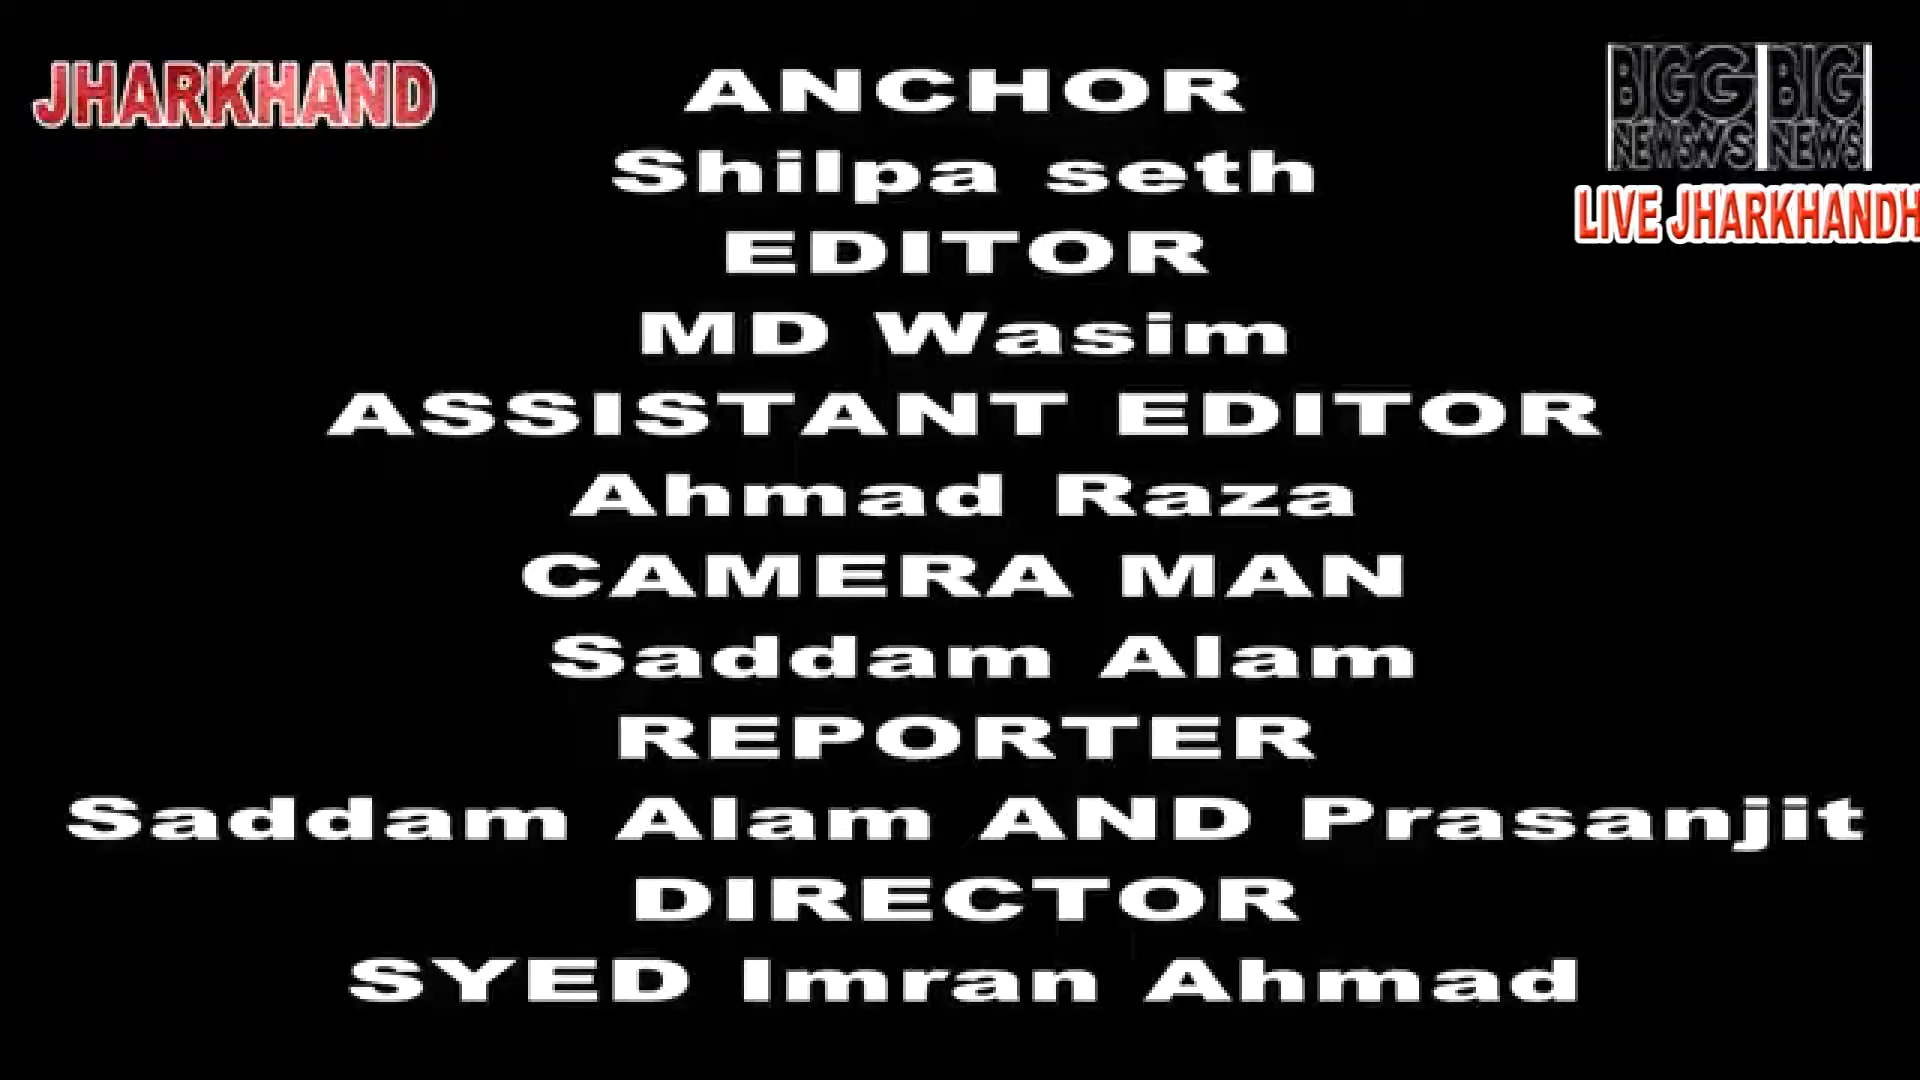 JHARKHAND
ANCHOR
Shilpa seth
EDITOR
MD Wasim
ASSISTANT EDITOR
Ahmad Raza
CAMERA MAN
Saddam Alam
REPORTER
Saddam Alam AND Prasanjit
DIRECTOR
SYED Imran Ahmad
BIG BIG
NEWS NEWS
LIVE JHARKHANDH